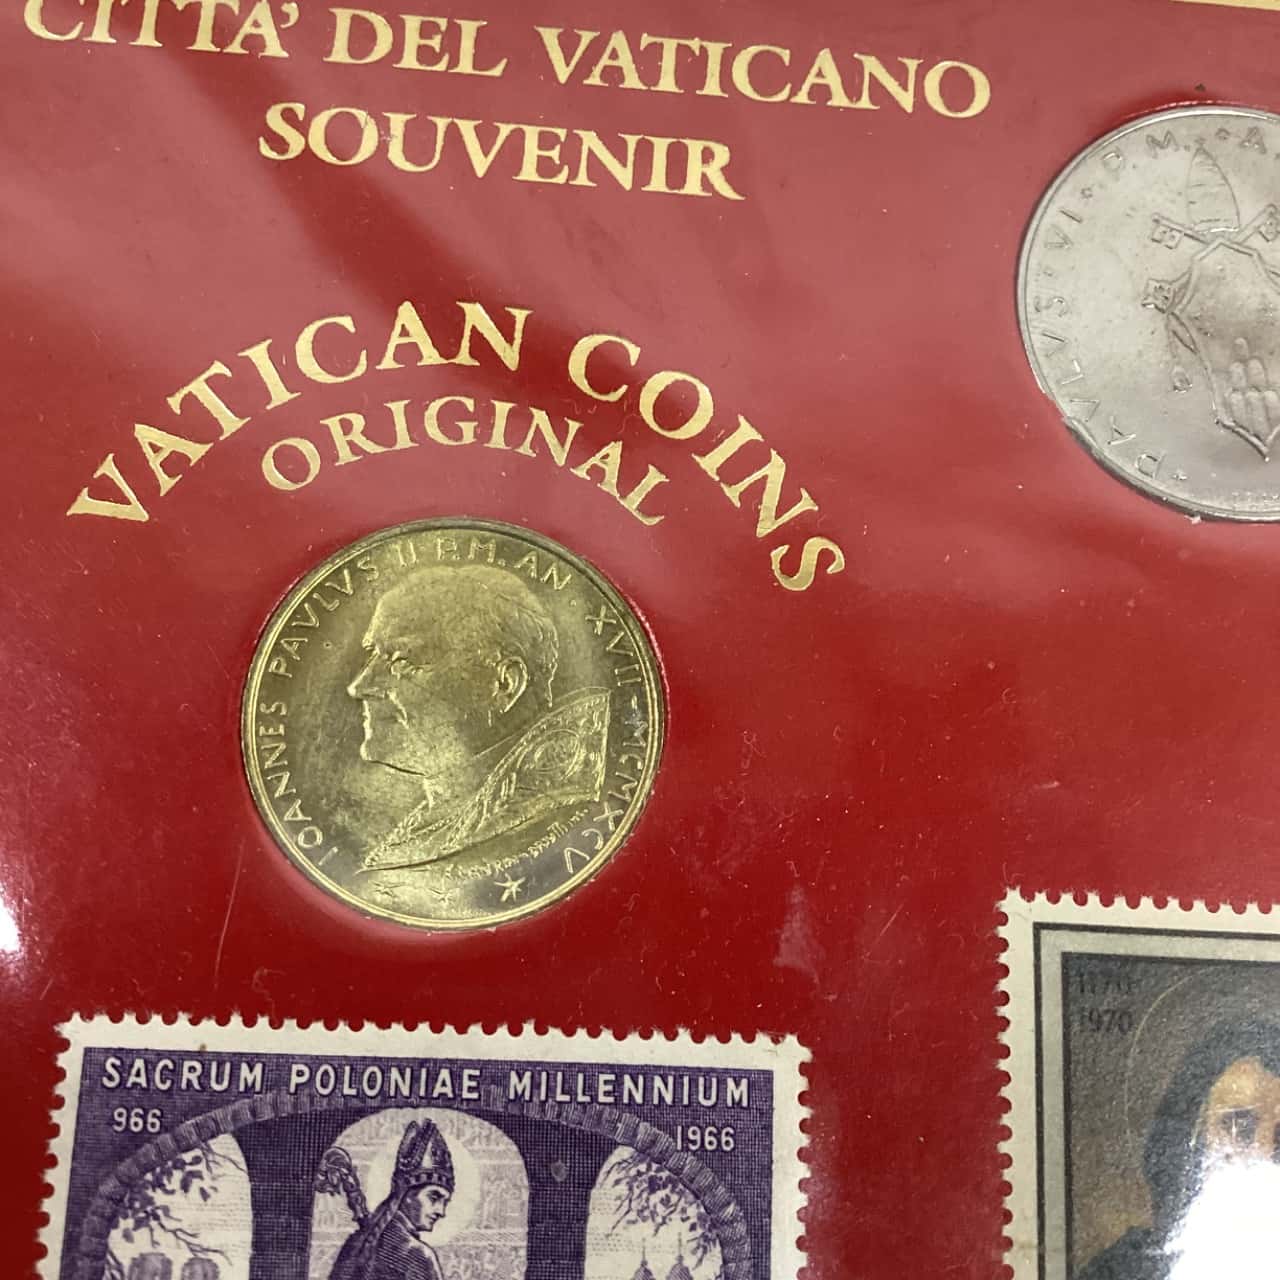 CITTA' DEL VATICANO
SOUVENIR
VATICAN COINS
ORIGINAL
PAVLVS VI . P. M. A.
IOANNES PAVLVS II P.M. AN. XVII - MCMXCV
SACRUM POLONIAE MILLENNIUM
966
1966
1170
1970